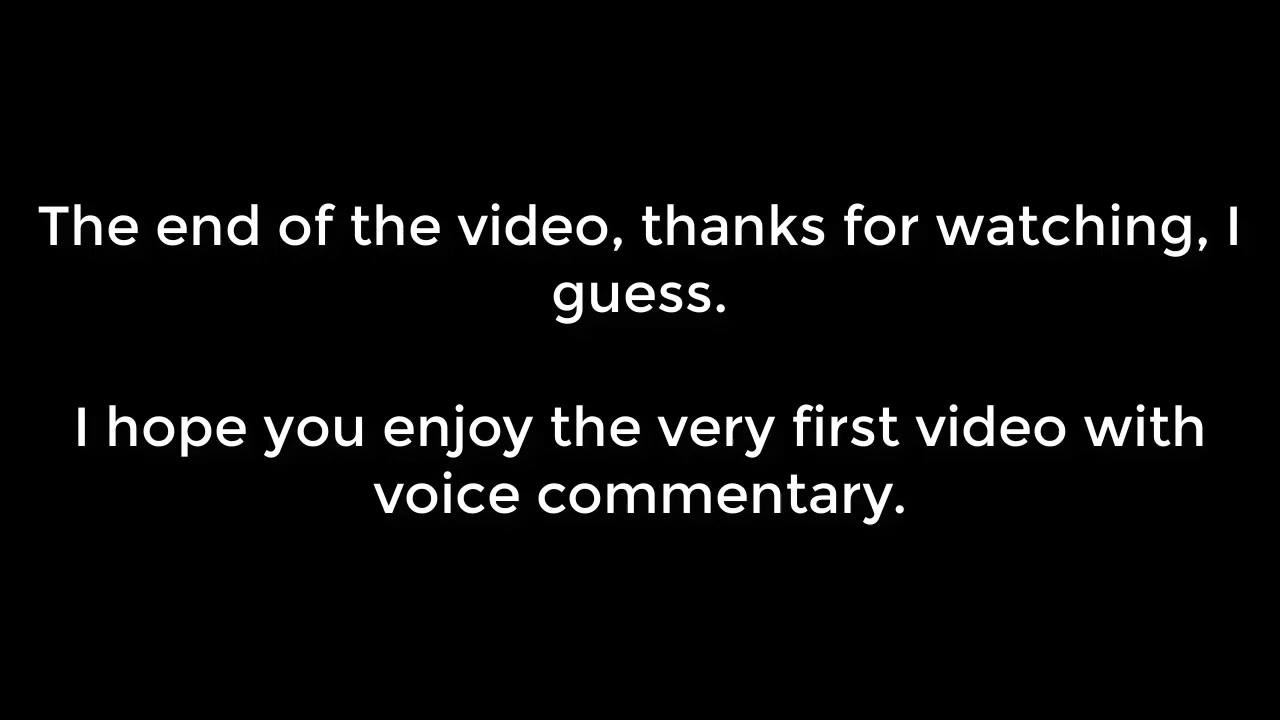 The end of the video, thanks for watching, I
guess.
I hope you enjoy the very first video with
voice commentary.